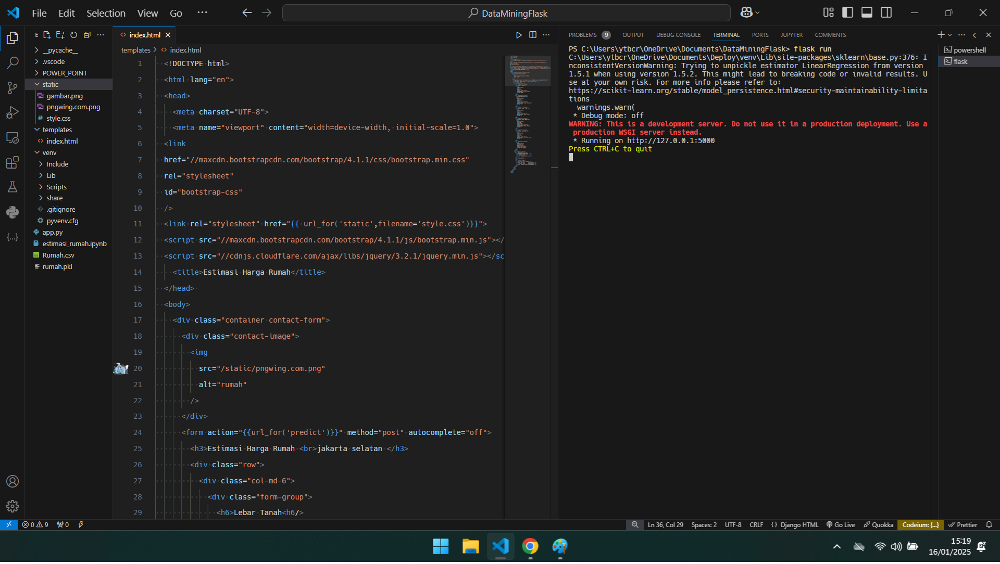 File Edit Selection View Go ···
DataMiningFlask
E
__pycache__
.vscode
POWER_POINT
static
gambar.png
pngwing.com.png
style.css
templates
index.html
venv
Include
Lib
Scripts
share
.gitignore
pyvenv.cfg
app.py
estimasi_rumah.ipynb
Rumah.csv
rumah.pkl
index.html
templates > index.html
1 <!DOCTYPE html>
2 <html lang="en">
3 <head>
4 <meta charset="UTF-8">
5 <meta name="viewport" content="width=device-width, initial-scale=1.0">
6 <link
7 href="//maxcdn.bootstrapcdn.com/bootstrap/4.1.1/css/bootstrap.min.css"
8 rel="stylesheet"
9 id="bootstrap-css"
10 />
11 <link rel="stylesheet" href="{{ url_for('static',filename='style.css')}}">
12 <script src="//maxcdn.bootstrapcdn.com/bootstrap/4.1.1/js/bootstrap.min.js"></
13 <script src="//cdnjs.cloudflare.com/ajax/libs/jquery/3.2.1/jquery.min.js"></sc
14 <title>Estimasi Harga Rumah</title>
15 </head>
16 <body>
17 <div class="container contact-form">
18 <div class="contact-image">
19 <img
20 src="/static/pngwing.com.png"
21 alt="rumah"
22 />
23 </div>
24 <form action="{{url_for('predict')}}" method="post" autocomplete="off">
25 <h3>Estimasi Harga Rumah <br>jakarta selatan </h3>
26 <div class="row">
27 <div class="col-md-6">
28 <div class="form-group">
29 <h6>Lebar Tanah<h6/>
PROBLEMS 9 OUTPUT DEBUG CONSOLE TERMINAL PORTS JUPYTER COMMENTS
PS C:\Users\ytbcr\OneDrive\Documents\DataMiningFlask> flask run
C:\Users\ytbcr\OneDrive\Documents\Deploy\venv\Lib\site-packages\sklearn\base.py:376: I
nconsistentVersionWarning: Trying to unpickle estimator LinearRegression from version
1.5.1 when using version 1.5.2. This might lead to breaking code or invalid results. U
se at your own risk. For more info please refer to:
https://scikit-learn.org/stable/model_persistence.html#security-maintainability-limita
tions
warnings.warn(
* Debug mode: off
WARNING: This is a development server. Do not use it in a production deployment. Use a
production WSGI server instead.
* Running on http://127.0.0.1:5000
Press CTRL+C to quit
powershell
flask
0 9 0
Ln 36, Col 29 Spaces: 2 UTF-8 CRLF {} Django HTML Go Live Quokka Codeium: {...} Prettier
15:19
16/01/2025